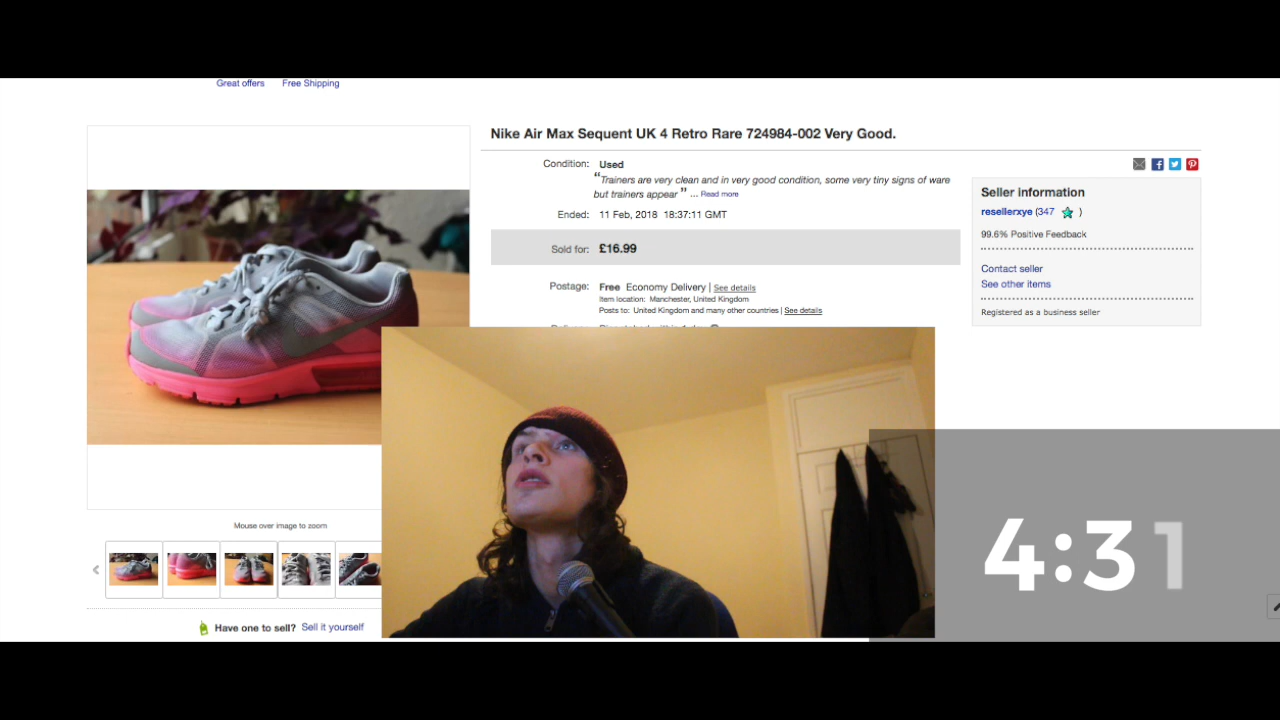 Great offers Free Shipping
Nike Air Max Sequent UK 4 Retro Rare 724984-002 Very Good.
Condition: Used
“Trainers are very clean and in very good condition, some very tiny signs of ware
but trainers appear ” ... Read more
Ended: 11 Feb, 2018 18:37:11 GMT
Sold for: £16.99
Postage: Free Economy Delivery | See details
Item location: Manchester, United Kingdom
Posts to: United Kingdom and many other countries | See details
Seller information
resellerxye (347 )
99.6% Positive Feedback
Contact seller
See other items
Registered as a business seller
Mouse over image to zoom
Have one to sell? Sell it yourself
4:31